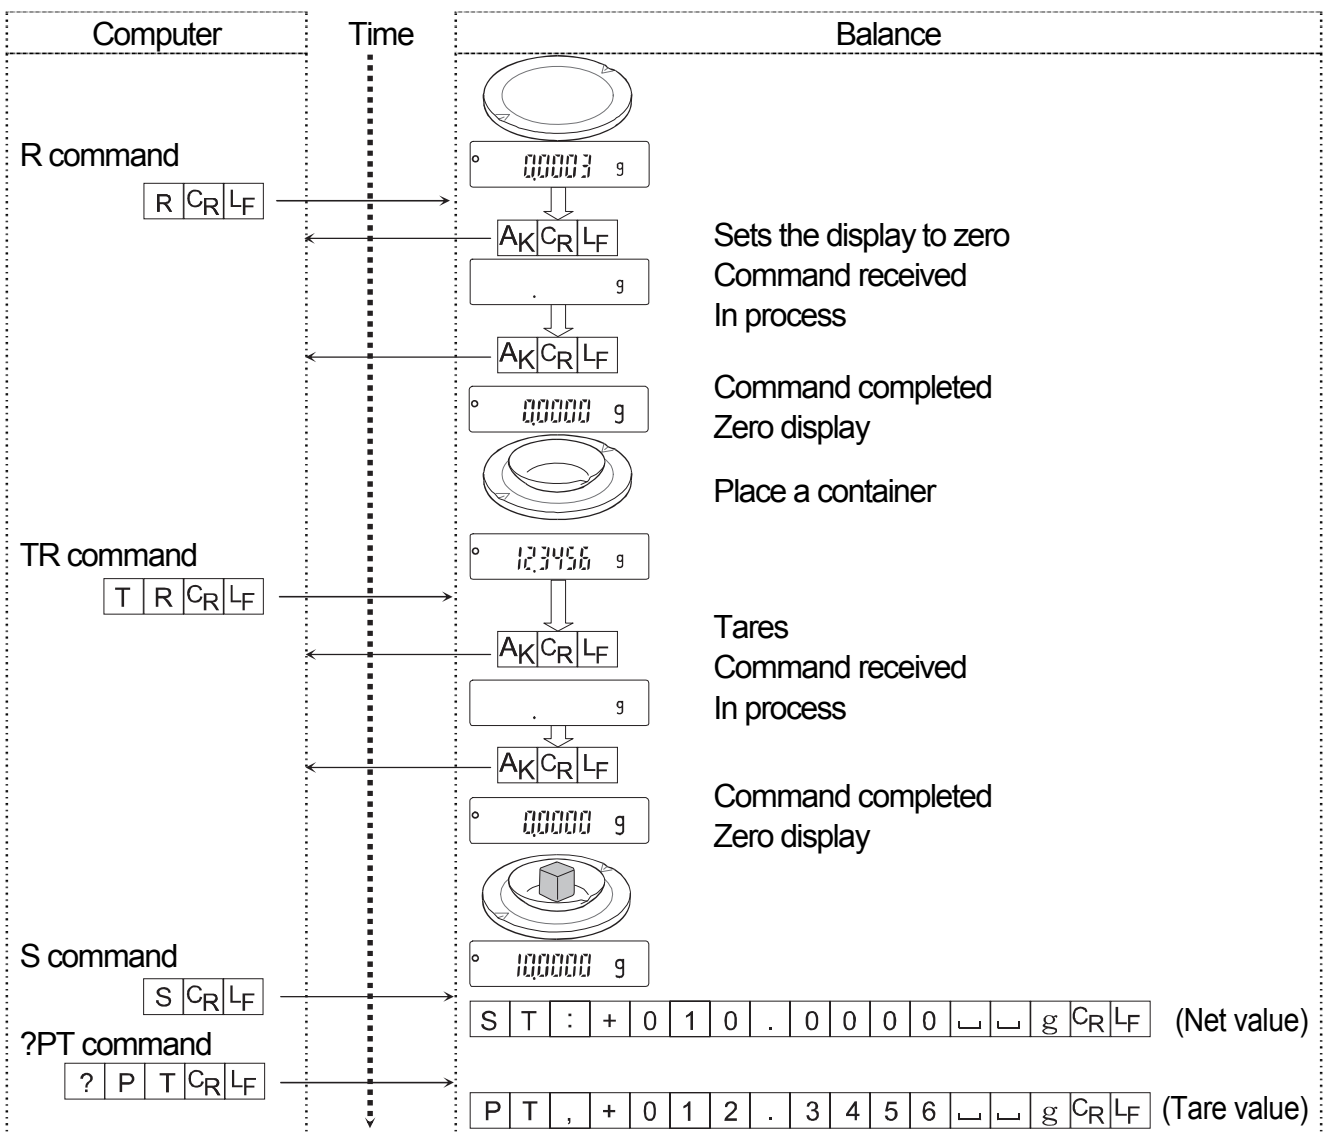 Computer Time Balance
R command
0.0003 g
R CR LF
AK CR LF
Sets the display to zero
. g
Command received
In process
AK CR LF
Command completed
0.0000 g
Zero display
Place a container
TR command
12.3456 g
T R CR LF
Tares
AK CR LF
Command received
. g
In process
AK CR LF
Command completed
0.0000 g
Zero display
S command
10.0000 g
S CR LF
S T : + 0 1 0 . 0 0 0 0 ⎵ ⎵ g CR LF (Net value)
?PT command
? P T CR LF
P T , + 0 1 2 . 3 4 5 6 ⎵ ⎵ g CR LF (Tare value)